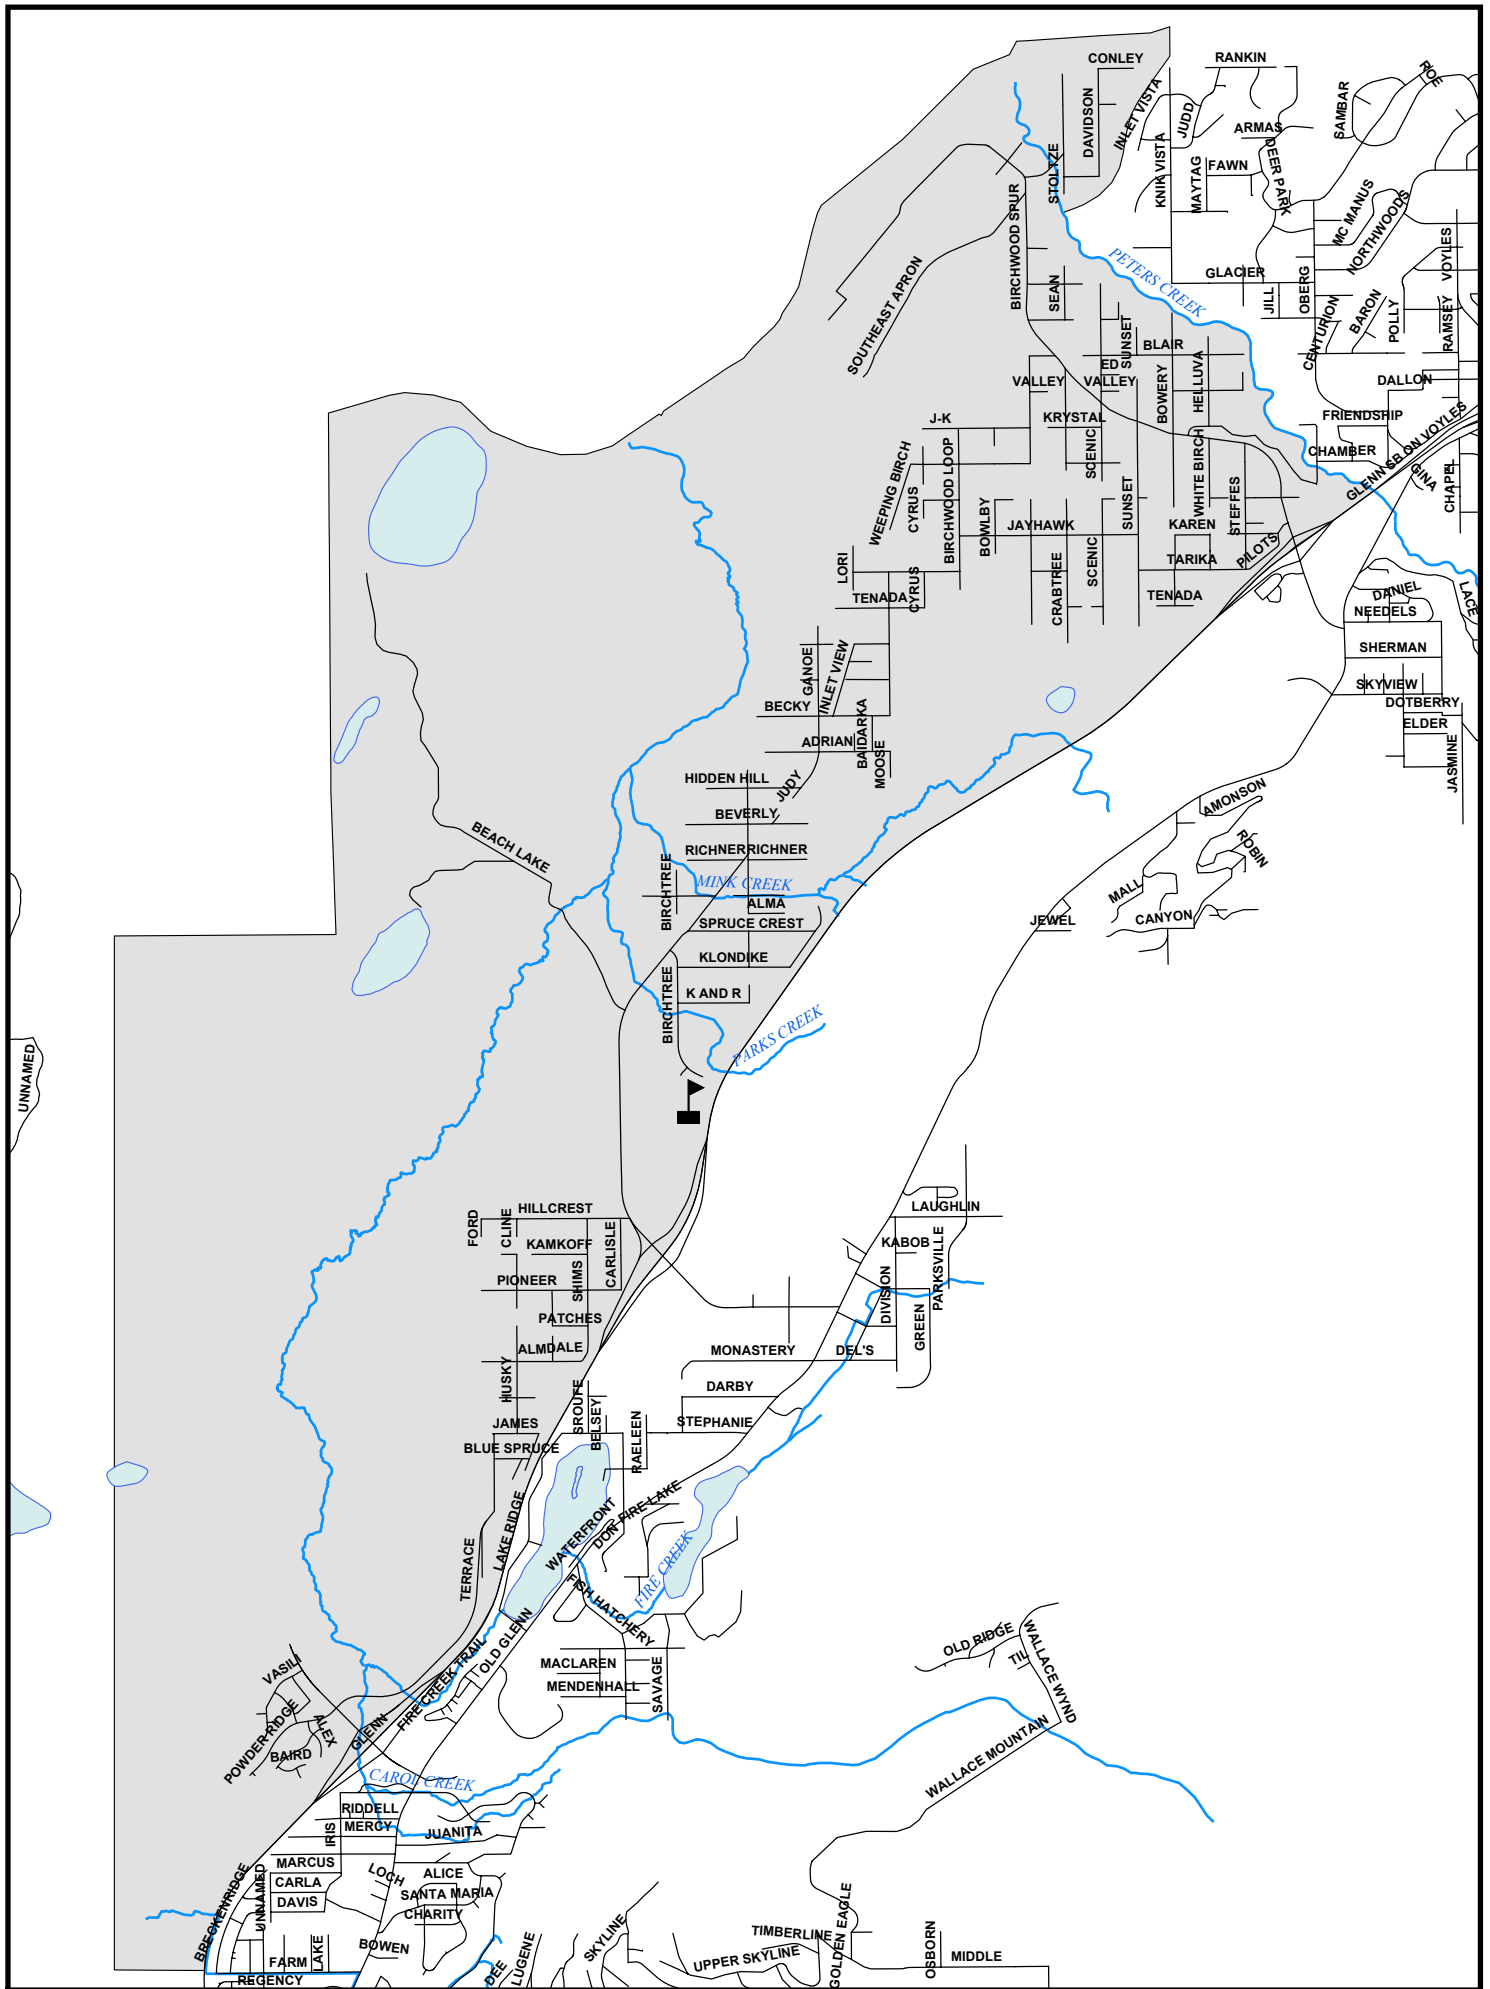 CONLEY
RANKIN
ROE
SAMBAR
DAVIDSON
INLET VISTA
JUDD
ARMAS
STOLTZE
KNIK VISTA
MAYTAG
FAWN
DEER PARK
MC MANUS
NORTHWOODS
BIRCHWOOD SPUR
PETERS CREEK
VOYLES
SOUTHEAST APRON
SEAN
GLACIER
JILL
OBERG
CENTURION
BARON
POLLY
RAMSEY
SUNSET
BLAIR
ED
VALLEY
VALLEY
BOWERY
HELLUVA
DALLON
J-K
KRYSTAL
FRIENDSHIP
GLENN SB ON VOYLES
WEEPING BIRCH
BIRCHWOOD LOOP
SCENIC
WHITE BIRCH
CHAMBER
GINA
CHAPEL
CYRUS
BOWLBY
JAYHAWK
SUNSET
KAREN
STEFFES
LORI
TENADA
CYRUS
CRABTREE
SCENIC
TARIKA
PILOTS
TENADA
DANIEL
LACE
NEEDELS
SHERMAN
GANOE
INLET VIEW
SKYVIEW
BECKY
BAIDARKA
DOTBERRY
ELDER
ADRIAN
MOOSE
JASMINE
HIDDEN HILL
JUDY
AMONSON
BEVERLY
ROBIN
BEACH LAKE
RICHNER
RICHNER
BIRCHTREE
MINK CREEK
ALMA
MALL
SPRUCE CREST
JEWEL
CANYON
KLONDIKE
BIRCHTREE
K AND R
PARKS CREEK
UNNAMED
FORD
CLINE
HILLCREST
LAUGHLIN
KAMKOFF
CARLISLE
KABOB
PARKSVILLE
PIONEER
SHIMS
DIVISION
PATCHES
GREEN
ALMDALE
MONASTERY
DEL'S
HUSKY
SROUFE
BELSEY
DARBY
JAMES
STEPHANIE
BLUE SPRUCE
RAELEEN
LAKE RIDGE
WATERFRONT
DON
FIRE LAKE
TERRACE
FISH HATCHERY
FIRE CREEK
OLD GLENN
FIRE CREEK TRAIL
OLD RIDGE
TIL
WALLACE WYND
VASILI
MACLAREN
MENDENHALL
SAVAGE
POWDER RIDGE
ALEX
GLENN
BAIRD
WALLACE MOUNTAIN
CAROL CREEK
RIDDELL
IRIS
MERCY
JUANITA
MARCUS
LOCH
ALICE
CARLA
SANTA MARIA
DAVIS
CHARITY
BRECKENRIDGE
UNNAMED
BOWEN
FARM
LAKE
REGENCY
DEE
LUGENE
SKYLINE
UPPER SKYLINE
TIMBERLINE
GOLDEN EAGLE
OSBORN
MIDDLE